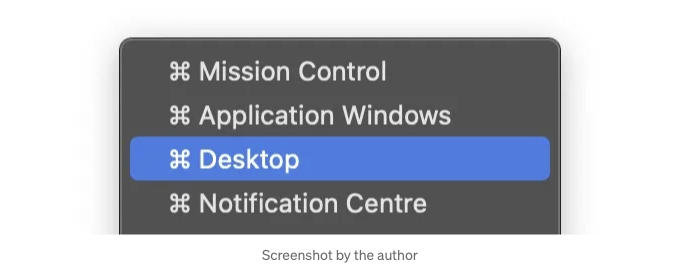 ⌘ Mission Control
⌘ Application Windows
⌘ Desktop
⌘ Notification Centre
Screenshot by the author